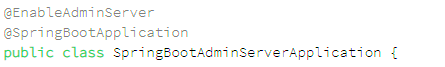 @EnableAdminServer
@SpringBootApplication
public class SpringBootAdminServerApplication {